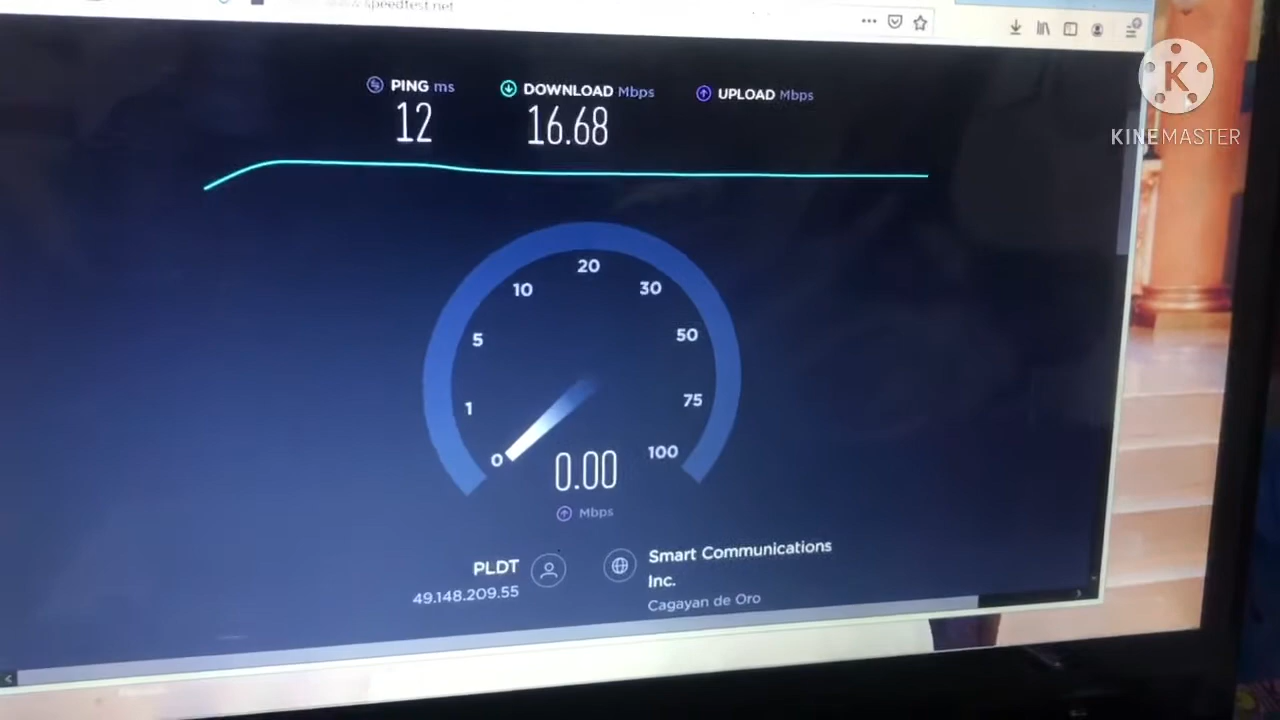 www.speedtest.net
K
KINEMASTER
PING ms
DOWNLOAD Mbps
UPLOAD Mbps
12
16.68
20
10
30
5
50
1
75
0
100
0.00
Mbps
PLDT
49.148.209.55
Smart Communications
Inc.
Cagayan de Oro